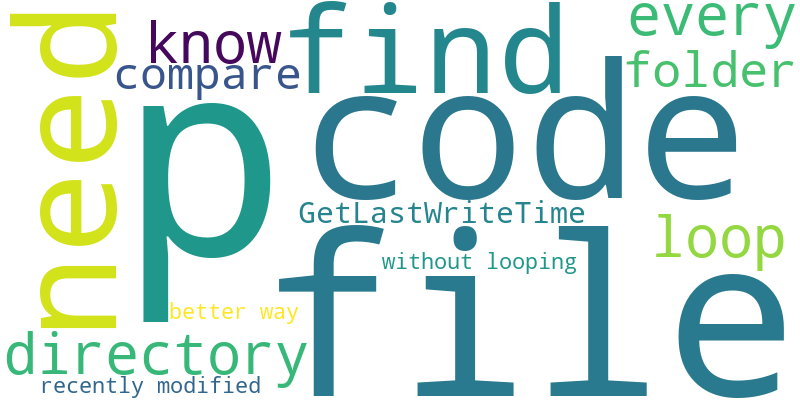 need
know
find
every
compare
folder
p
code
GetLastWriteTime
loop
without looping
file
better way
directory
recently modified